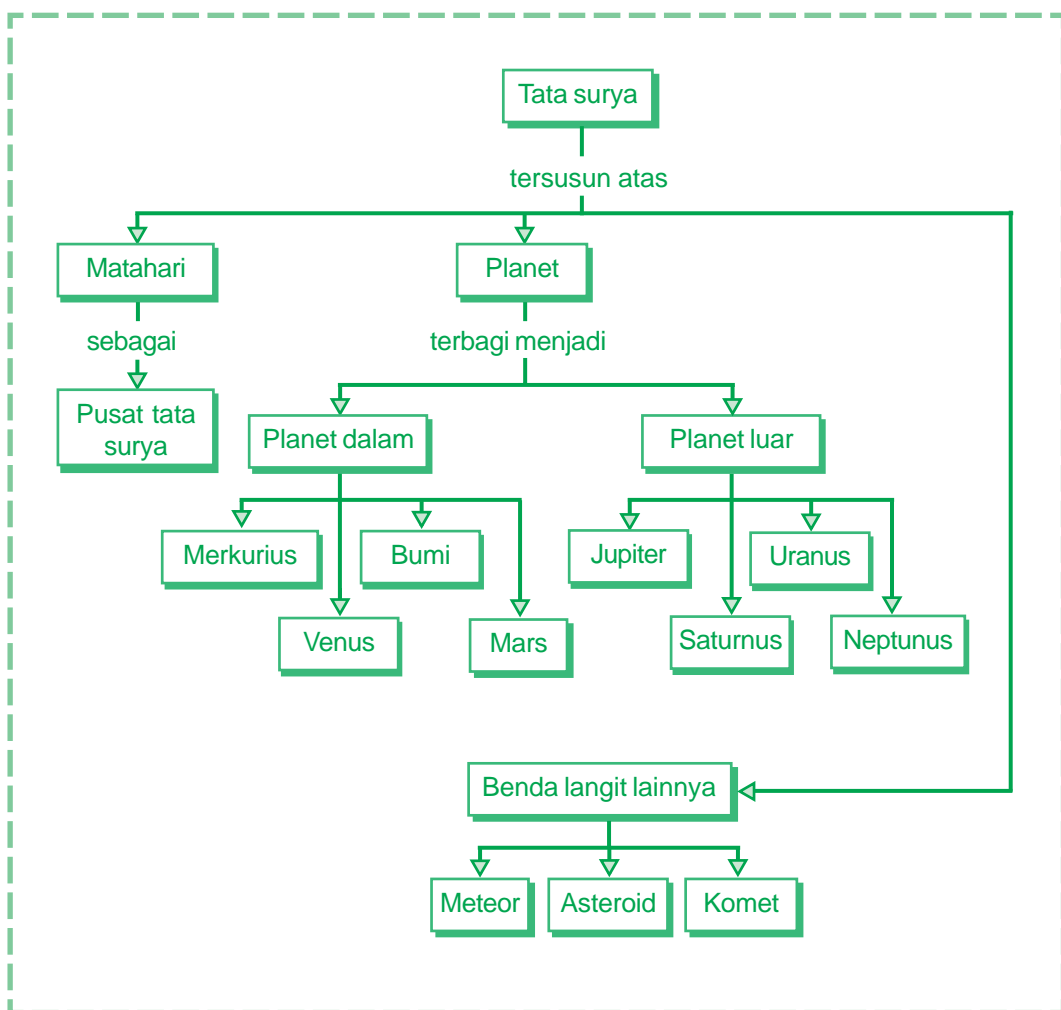 Tata surya
tersusun atas
Matahari
Planet
sebagai
terbagi menjadi
Pusat tata
surya
Planet dalam
Planet luar
Merkurius
Bumi
Jupiter
Uranus
Venus
Mars
Saturnus
Neptunus
Benda langit lainnya
Meteor
Asteroid
Komet